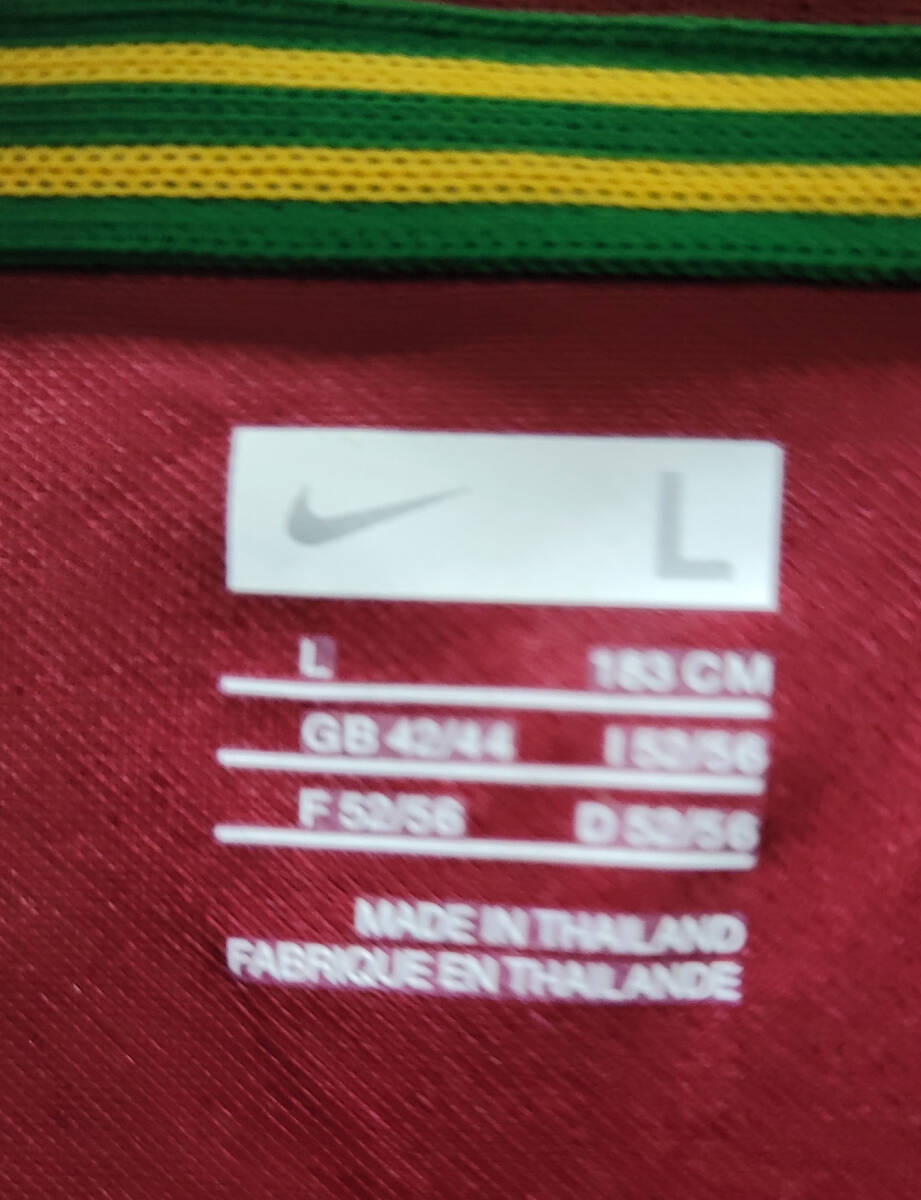 L
L 183 CM
GB 42/44 I 52/56
F 52/56 D 52/56
MADE IN THAILAND
FABRIQUE EN THAILANDE